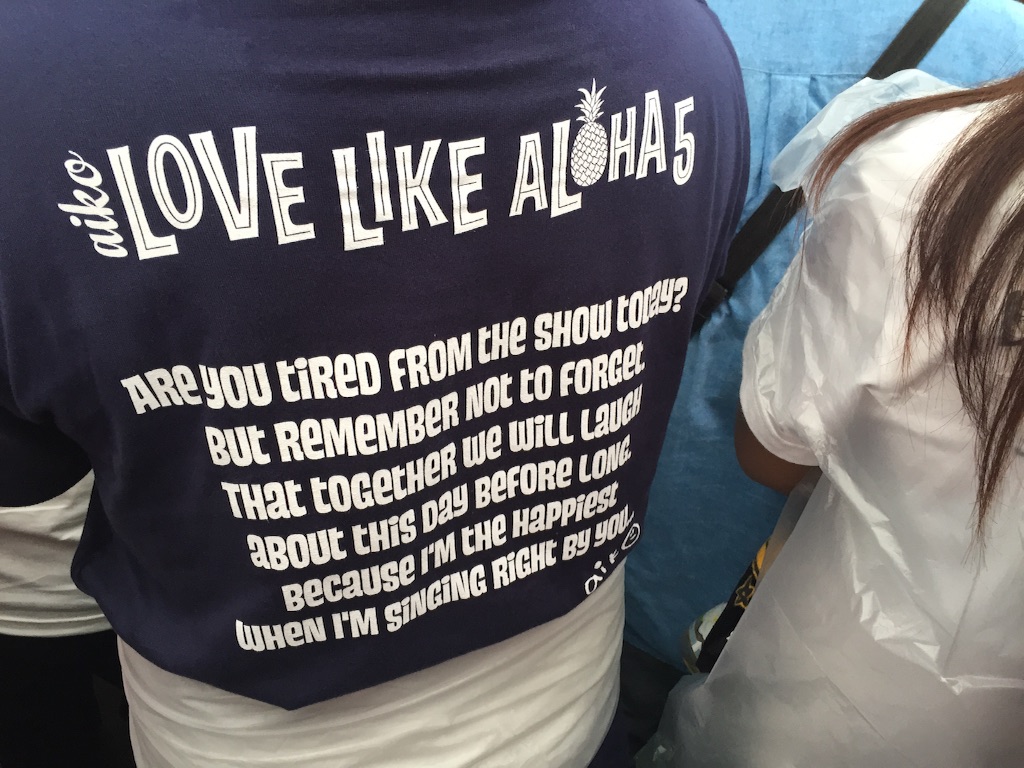 aiko LOVE LIKE ALOHA 5
ARE YOU tiRED FROM tHE SHOW tODAY?
BUt REMEMBER NOt tO FORGEt.
tHAt tOGEtHER WE WiLL LAUGH
ABOUt tHiS DAY BEFORE LONG.
BECAUSE I'M tHE HAPPIESt
WHEN I'M SiNGiNG RiGHt BY YOU.